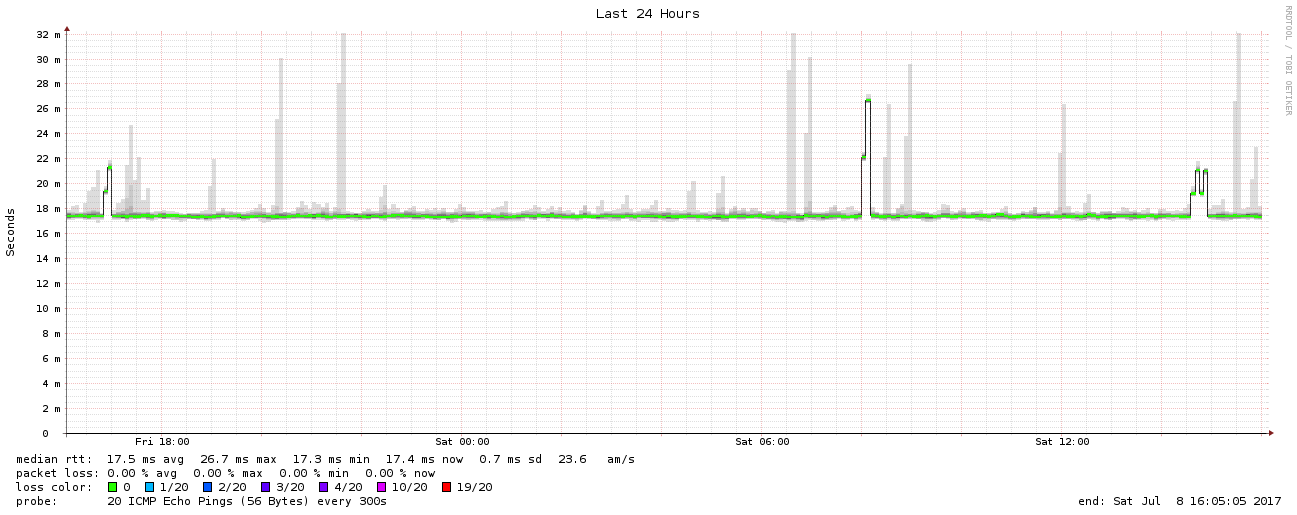 Last 24 Hours
RRDTOOL / TOBI OETIKER
Seconds
32 m
30 m
28 m
26 m
24 m
22 m
20 m
18 m
16 m
14 m
12 m
10 m
8 m
6 m
4 m
2 m
0
Fri 18:00 Sat 00:00 Sat 06:00 Sat 12:00
median rtt: 17.5 ms avg 26.7 ms max 17.3 ms min 17.4 ms now 0.7 ms sd 23.6 am/s
packet loss: 0.00 % avg 0.00 % max 0.00 % min 0.00 % now
loss color: 0 1/20 2/20 3/20 4/20 10/20 19/20
probe: 20 ICMP Echo Pings (56 Bytes) every 300s end: Sat Jul 8 16:05:05 2017